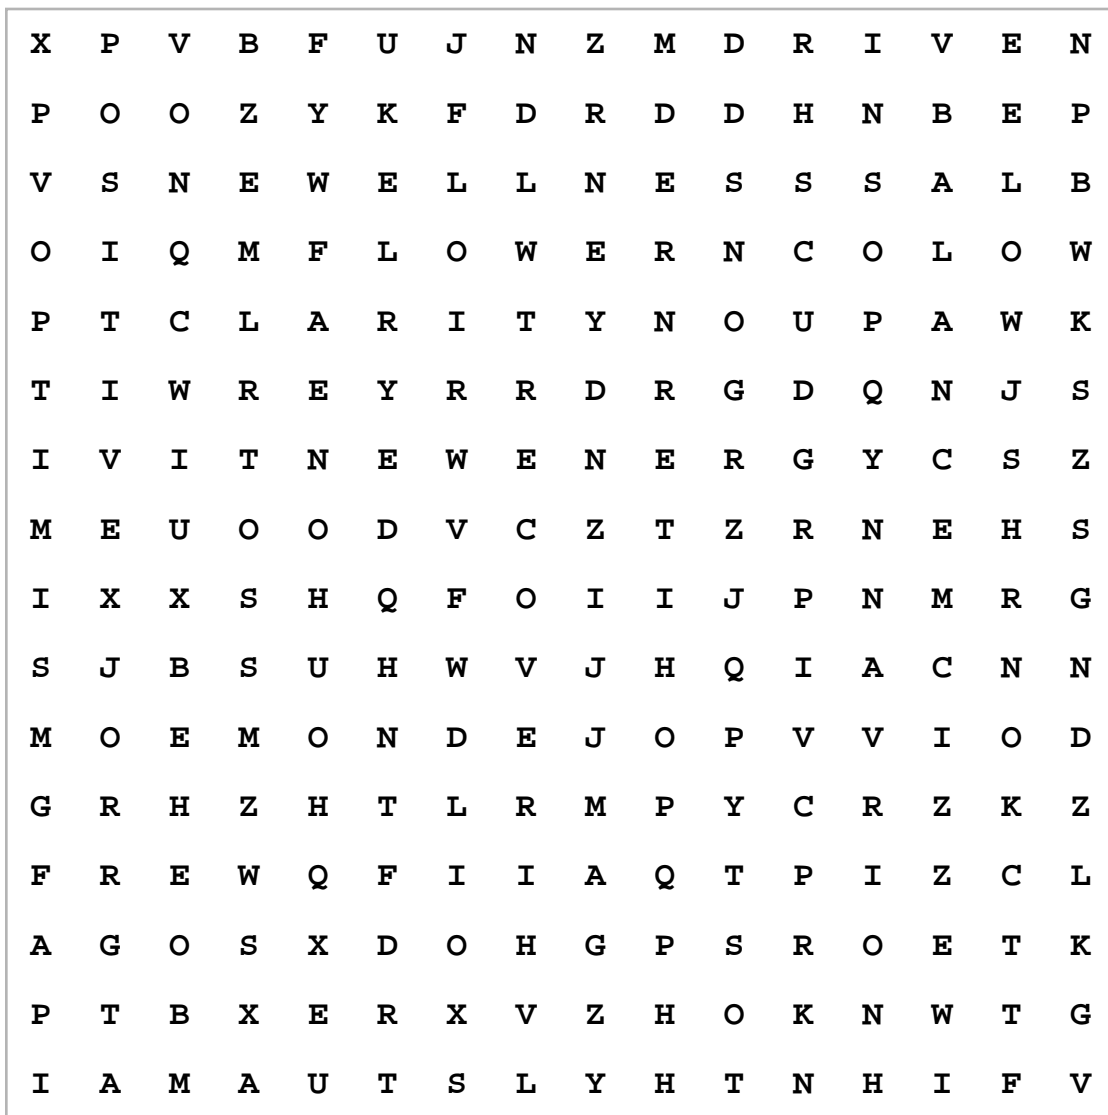 X P V B F U J N Z M D R I V E N
P O O Z Y K F D R D D H N B E P
V S N E W E L L N E S S S A L B
O I Q M F L O W E R N C O L O W
P T C L A R I T Y N O U P A W K
T I W R E Y R R D R G D Q N J S
I V I T N E W E N E R G Y C S Z
M E U O O D V C Z T Z R N E H S
I X X S H Q F O I I J P N M R G
S J B S U H W V J H Q I A C N N
M O E M O N D E J O P V V I O D
G R H Z H T L R M P Y C R Z K Z
F R E W Q F I I A Q T P I Z C L
A G O S X D O H G P S R O E T K
P T B X E R X V Z H O K N W T G
I A M A U T S L Y H T N H I F V